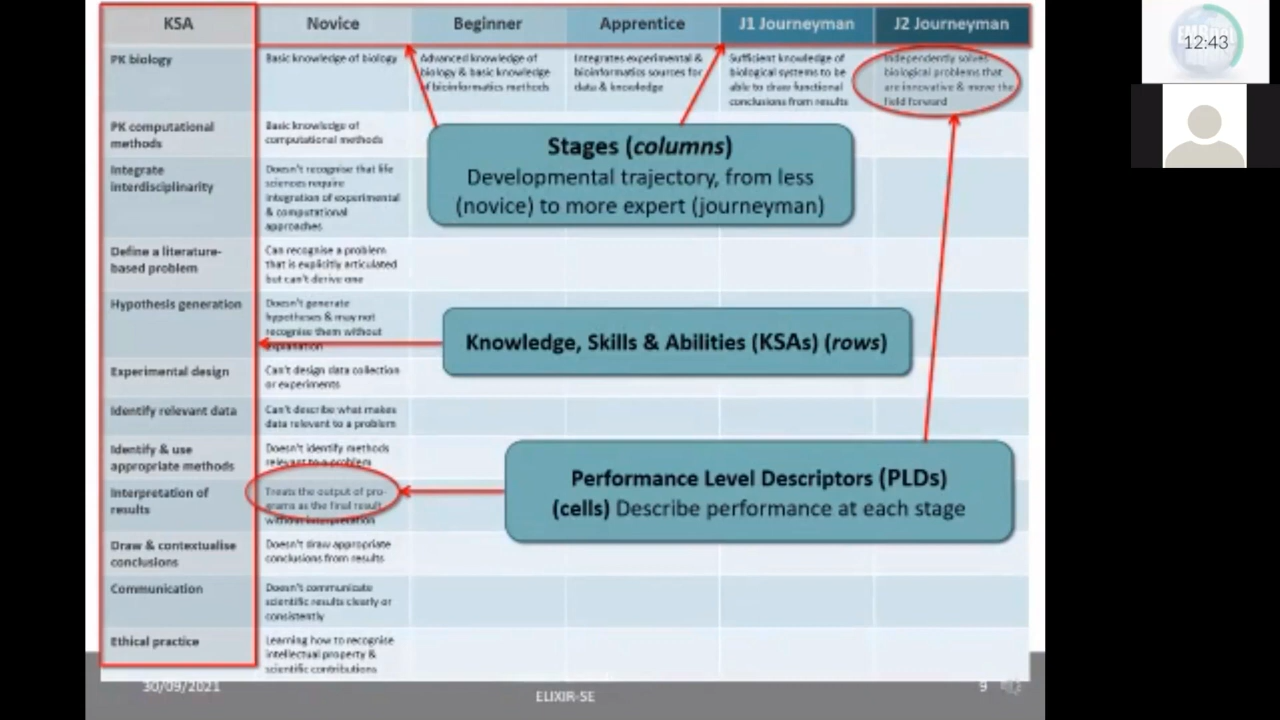 KSA
Novice
Beginner
Apprentice
J1 Journeyman
J2 Journeyman
PK biology
Basic knowledge of biology
Advanced knowledge of
biology & basic knowledge
of bioinformatics methods
Integrates experimental &
bioinformatics sources for
data & knowledge
Sufficient knowledge of
biological systems to be
able to draw functional
conclusions from results
Independently solves
biological problems that
are innovative & move the
field forward
PK computational
methods
Basic knowledge of
computational methods
Integrate
interdisciplinarity
Doesn't recognise that life
sciences require
integration of experimental
& computational
approaches
Define a literature-
based problem
Can recognise a problem
that is explicitly articulated
but can't derive one
Hypothesis generation
Doesn't generate
hypotheses & may not
recognise them without
explanation
Experimental design
Can't design data collection
or experiments
Identify relevant data
Can't describe what makes
data relevant to a problem
Identify & use
appropriate methods
Doesn't identify methods
relevant to a problem
Interpretation of
results
Treats the output of pro-
grams as the final result
without interpretation
Draw & contextualise
conclusions
Doesn't draw appropriate
conclusions from results
Communication
Doesn't communicate
scientific results clearly or
consistently
Ethical practice
Learning how to recognise
intellectual property &
scientific contributions
Stages (columns)
Developmental trajectory, from less
(novice) to more expert (journeyman)
Knowledge, Skills & Abilities (KSAs) (rows)
Performance Level Descriptors (PLDs)
(cells) Describe performance at each stage
30/09/2021
ELIXIR-SE
9
12:43